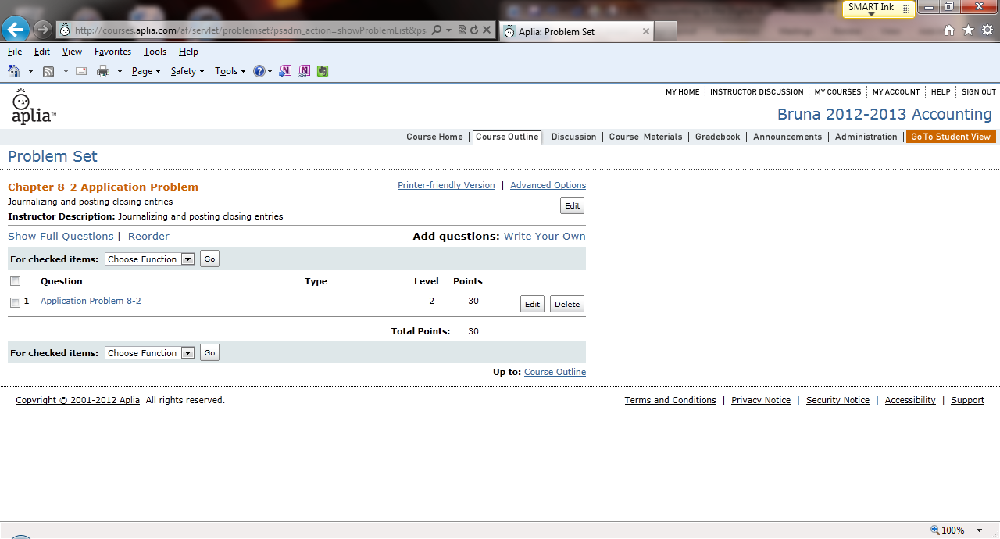 SMART Ink
http://courses.aplia.com/af/servlet/problemset?psadm_action=showProblemList&ps
Aplia: Problem Set
File Edit View Favorites Tools Help
Page Safety Tools
MY HOME INSTRUCTOR DISCUSSION MY COURSES MY ACCOUNT HELP SIGN OUT
aplia™
Bruna 2012-2013 Accounting
Course Home | Course Outline | Discussion | Course Materials | Gradebook | Announcements | Administration | Go To Student View
Problem Set
Chapter 8-2 Application Problem
Printer-friendly Version | Advanced Options
Journalizing and posting closing entries
Edit
Instructor Description: Journalizing and posting closing entries
Show Full Questions | Reorder Add questions: Write Your Own
For checked items: Choose Function Go
Question Type Level Points
1 Application Problem 8-2 2 30 Edit Delete
Total Points: 30
For checked items: Choose Function Go
Up to: Course Outline
Copyright © 2001-2012 Aplia All rights reserved.
Terms and Conditions | Privacy Notice | Security Notice | Accessibility | Support
100%